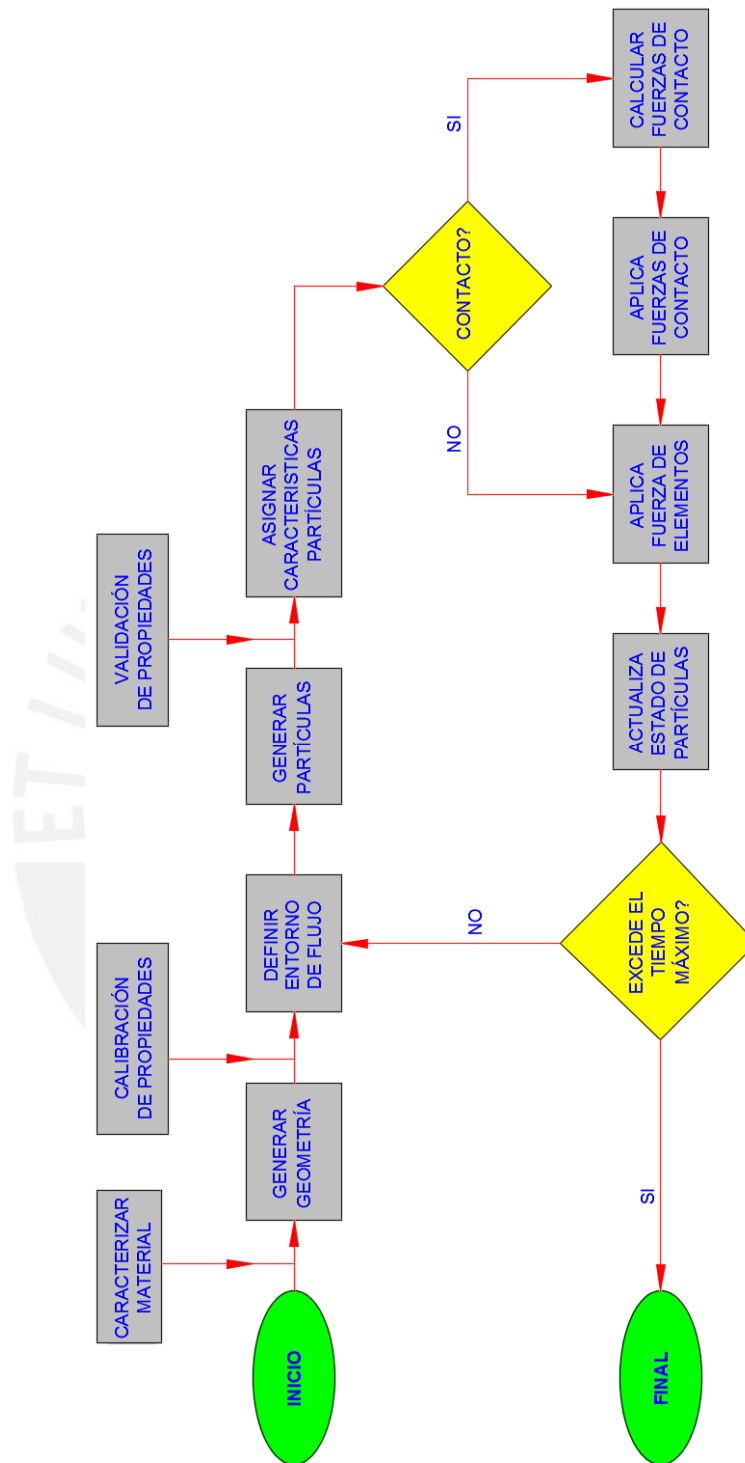 CARACTERIZAR
MATERIAL
CALIBRACIÓN
DE PROPIEDADES
VALIDACIÓN
DE PROPIEDADES
INICIO
GENERAR
GEOMETRÍA
DEFINIR
ENTORNO
DE FLUJO
GENERAR
PARTÍCULAS
ASIGNAR
CARACTERISTICAS
PARTÍCULAS
CONTACTO?
SI
NO
CALCULAR
FUERZAS DE
CONTACTO
APLICA
FUERZAS DE
CONTACTO
APLICA
FUERZA DE
ELEMENTOS
ACTUALIZA
ESTADO DE
PARTÍCULAS
EXCEDE EL
TIEMPO
MÁXIMO?
NO
SI
FINAL
ET